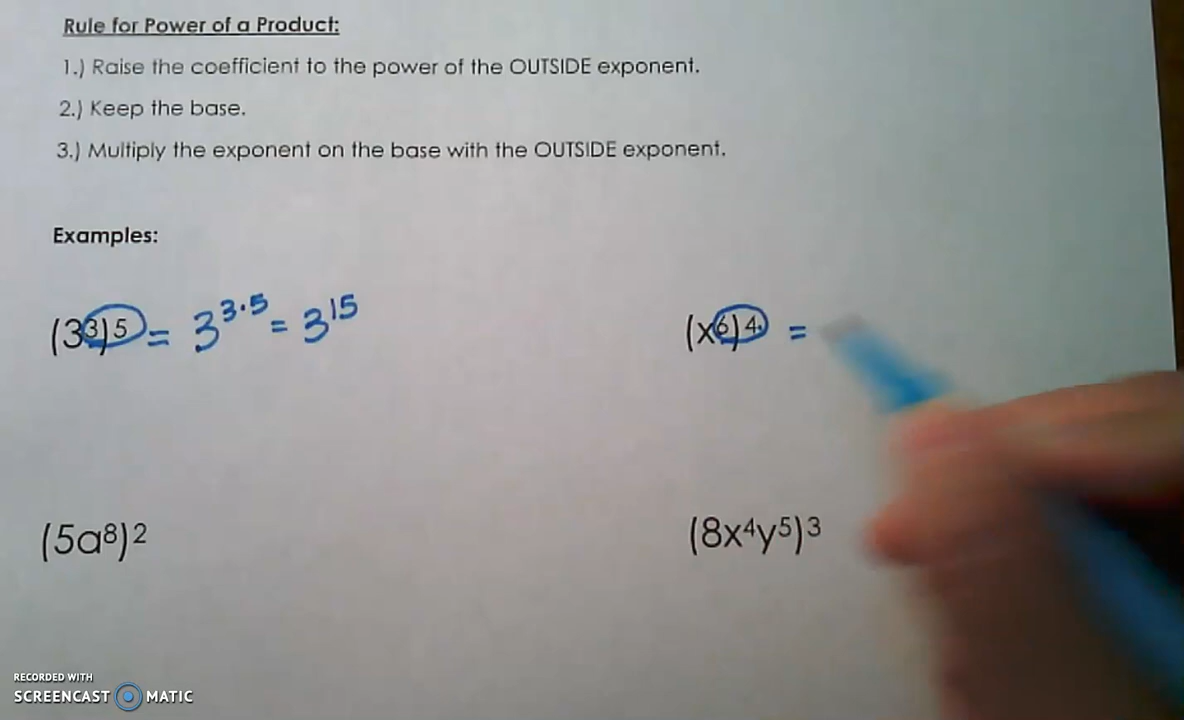 Rule for Power of a Product:
1.) Raise the coefficient to the power of the OUTSIDE exponent.
2.) Keep the base.
3.) Multiply the exponent on the base with the OUTSIDE exponent.
Examples:
(3³)⁵ = 3³·⁵ = 3¹⁵
(x⁶)⁴ =
(5a⁸)²
(8x⁴y⁵)³
RECORDED WITH
SCREENCAST MATIC